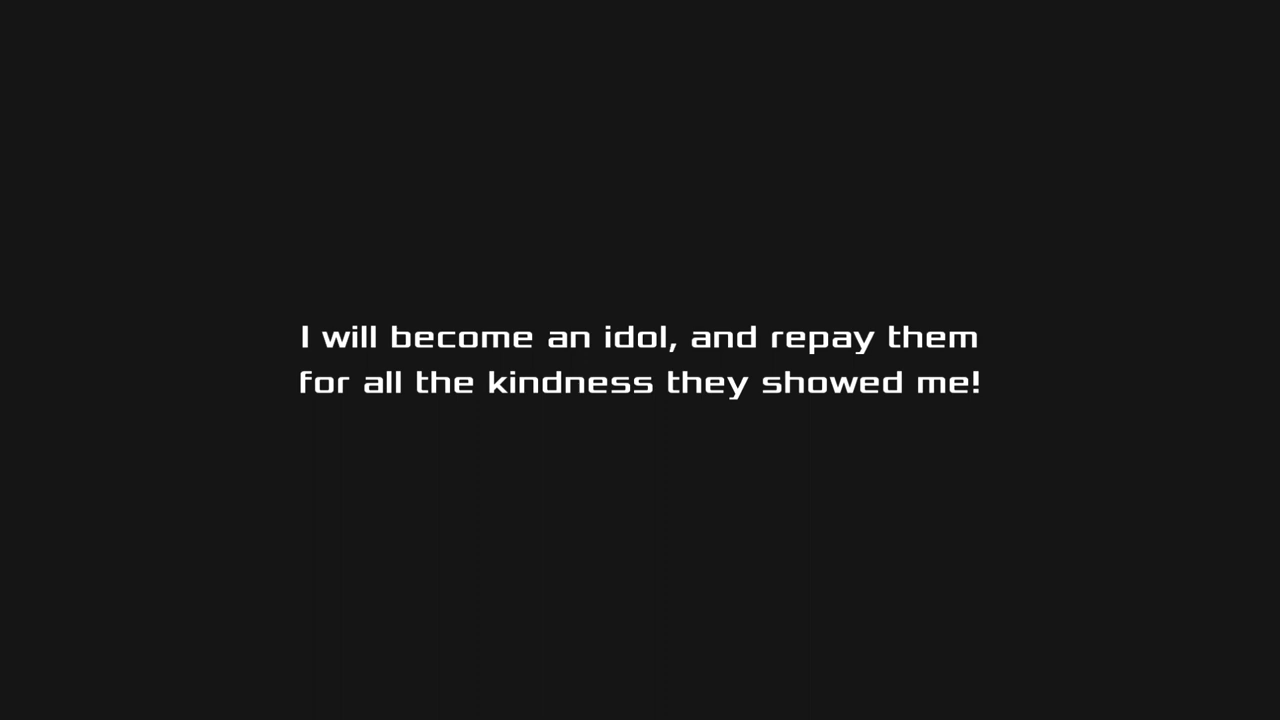 I will become an idol, and repay them
for all the kindness they showed me!